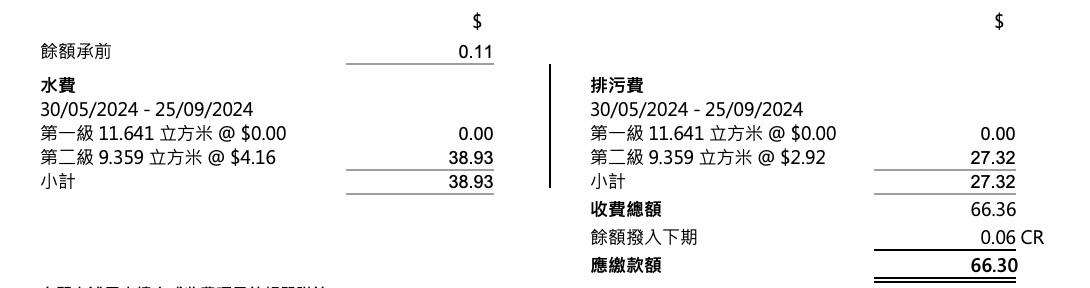 $
餘額承前 0.11
水費
30/05/2024 - 25/09/2024
第一級 11.641 立方米 @ $0.00 0.00
第二級 9.359 立方米 @ $4.16 38.93
小計 38.93
$
排污費
30/05/2024 - 25/09/2024
第一級 11.641 立方米 @ $0.00 0.00
第二級 9.359 立方米 @ $2.92 27.32
小計 27.32
收費總額 66.36
餘額撥入下期 0.06 CR
應繳款額 66.30